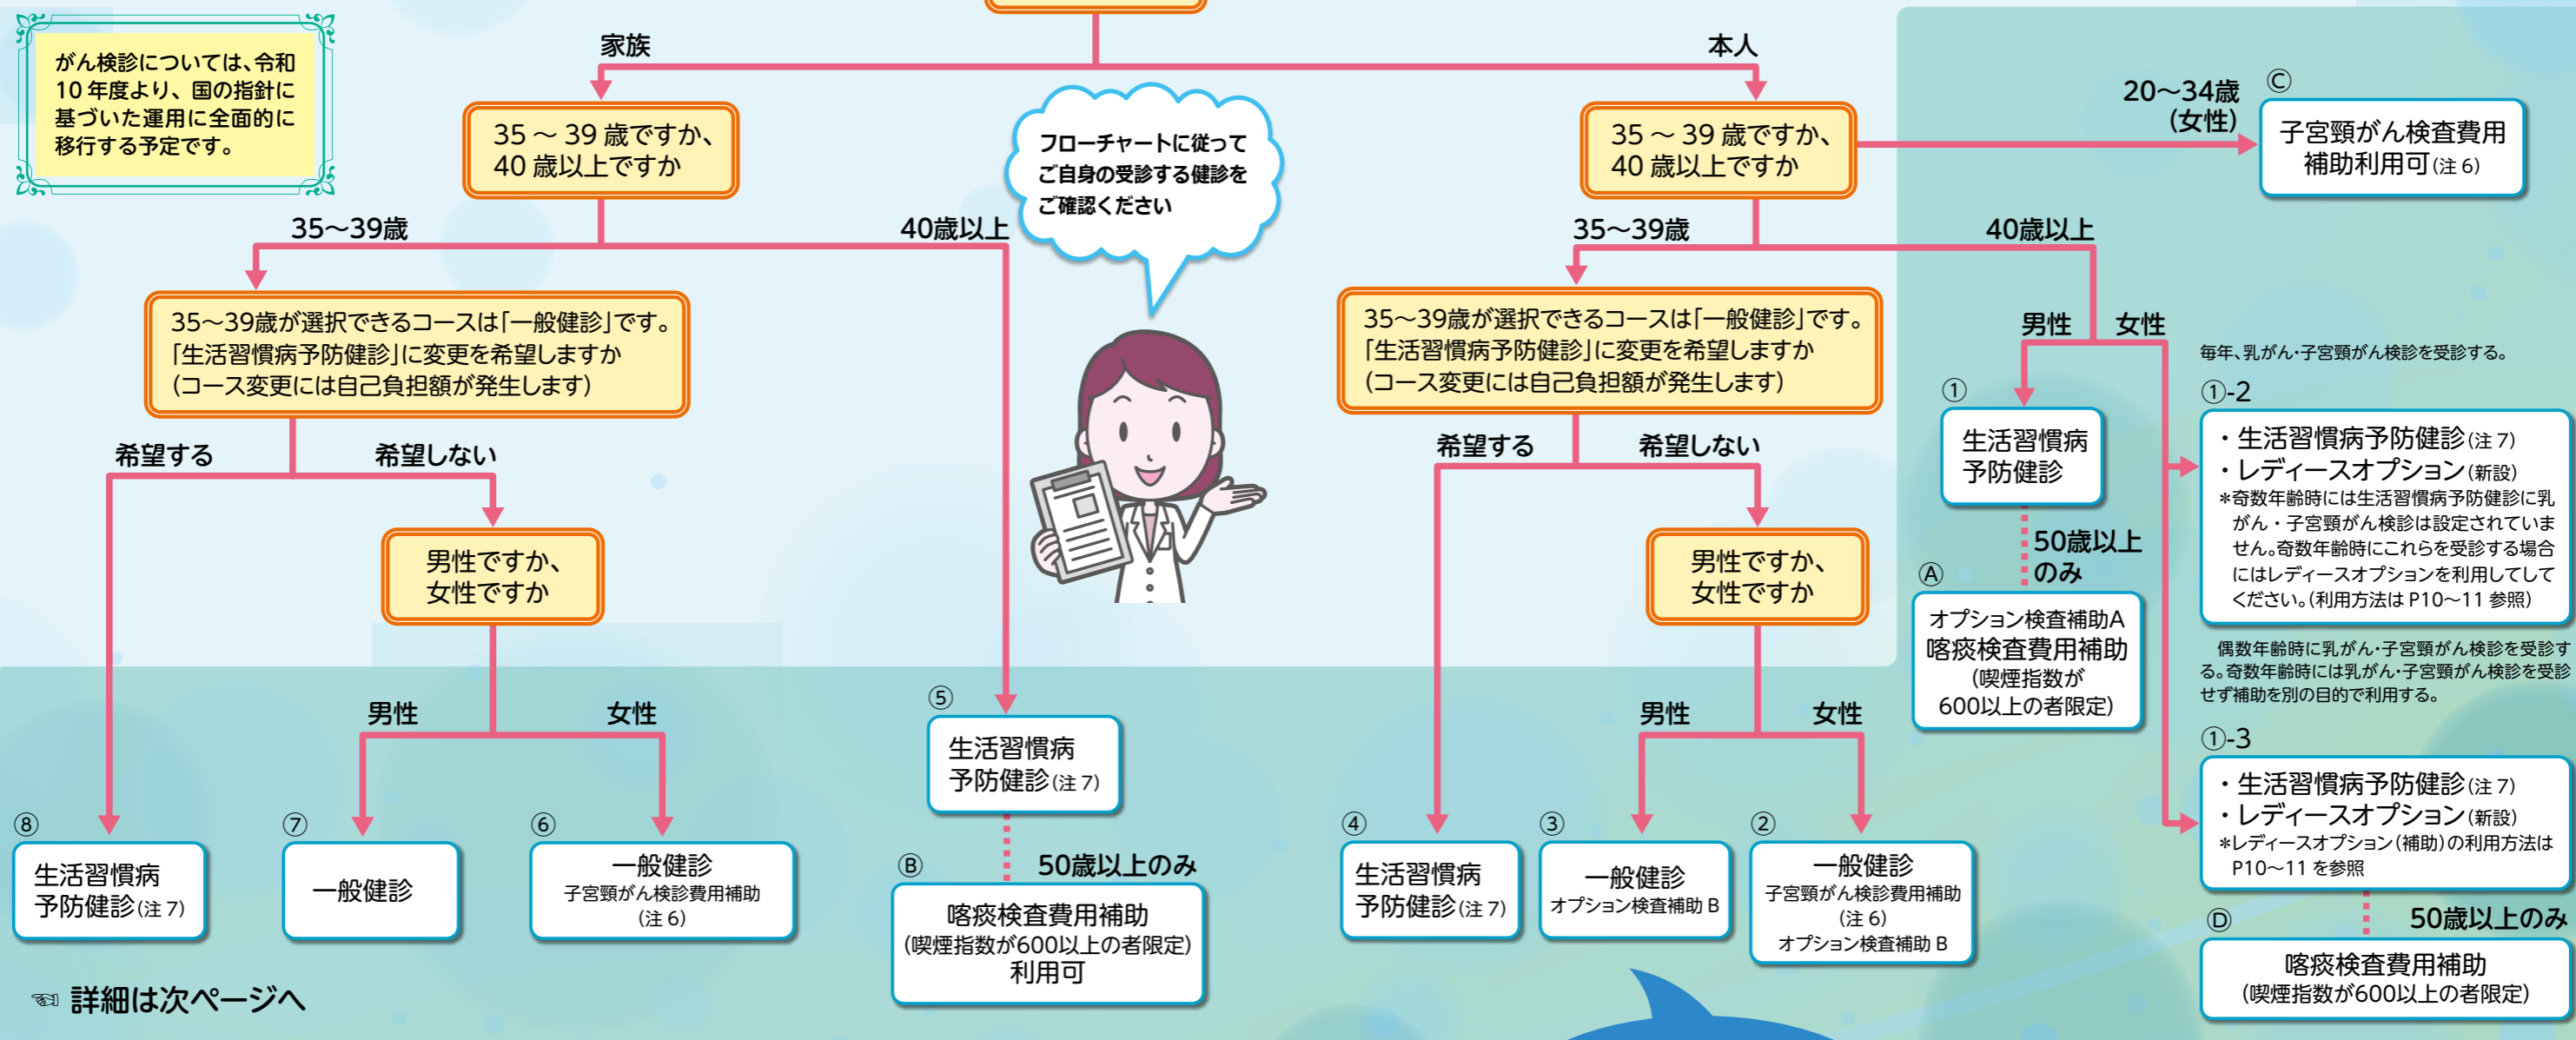 がん検診については、令和
10 年度より、国の指針に
基づいた運用に全面的に
移行する予定です。
家族
本人
35 ～ 39 歳ですか、
40 歳以上ですか
フローチャートに従って
ご自身の受診する健診を
ご確認ください
35 ～ 39 歳ですか、
40 歳以上ですか
20～34歳
(女性)
Ⓒ
子宮頸がん検査費用
補助利用可(注 6)
35～39歳
40歳以上
35～39歳
40歳以上
35～39歳が選択できるコースは「一般健診」です。
「生活習慣病予防健診」に変更を希望しますか
(コース変更には自己負担額が発生します)
35～39歳が選択できるコースは「一般健診」です。
「生活習慣病予防健診」に変更を希望しますか
(コース変更には自己負担額が発生します)
希望する
希望しない
希望する
希望しない
男性ですか、
女性ですか
男性ですか、
女性ですか
男性
女性
①
生活習慣病
予防健診
50歳以上
のみ
Ⓐ
オプション検査補助A
喀痰検査費用補助
(喫煙指数が
600以上の者限定)
毎年、乳がん・子宮頸がん検診を受診する。
①-2
・生活習慣病予防健診(注 7)
・レディースオプション(新設)
＊奇数年齢時には生活習慣病予防健診に乳
がん・子宮頸がん検診は設定されていま
せん。奇数年齢時にこれらを受診する場合
にはレディースオプションを利用してして
ください。(利用方法は P10～11 参照)
偶数年齢時に乳がん・子宮頸がん検診を受診す
る。奇数年齢時には乳がん・子宮頸がん検診を受診
せず補助を別の目的で利用する。
①-3
・生活習慣病予防健診(注 7)
・レディースオプション(新設)
＊レディースオプション(補助)の利用方法は
P10～11 を参照
Ⓓ
50歳以上のみ
喀痰検査費用補助
(喫煙指数が600以上の者限定)
男性
女性
⑧
生活習慣病
予防健診(注 7)
⑦
一般健診
⑥
一般健診
子宮頸がん検診費用補助
(注 6)
⑤
生活習慣病
予防健診(注 7)
Ⓑ
50歳以上のみ
喀痰検査費用補助
(喫煙指数が600以上の者限定)
利用可
男性
女性
④
生活習慣病
予防健診(注 7)
③
一般健診
オプション検査補助 B
②
一般健診
子宮頸がん検診費用補助
(注 6)
オプション検査補助 B
☜ 詳細は次ページへ